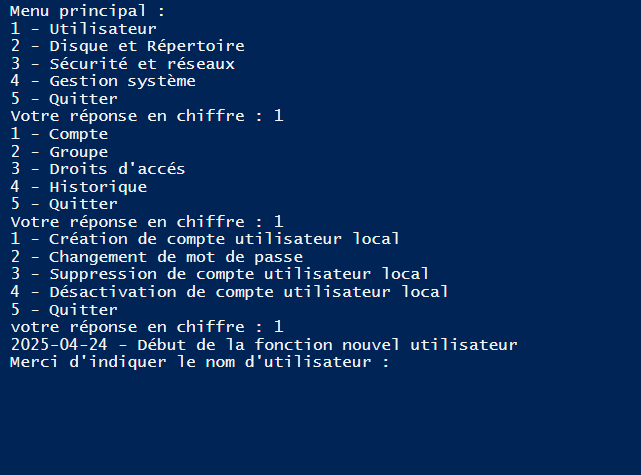 Menu principal :
1 - Utilisateur
2 - Disque et Répertoire
3 - Sécurité et réseaux
4 - Gestion système
5 - Quitter
Votre réponse en chiffre : 1
1 - Compte
2 - Groupe
3 - Droits d'accés
4 - Historique
5 - Quitter
Votre réponse en chiffre : 1
1 - Création de compte utilisateur local
2 - Changement de mot de passe
3 - Suppression de compte utilisateur local
4 - Désactivation de compte utilisateur local
5 - Quitter
votre réponse en chiffre : 1
2025-04-24 - Début de la fonction nouvel utilisateur
Merci d'indiquer le nom d'utilisateur :